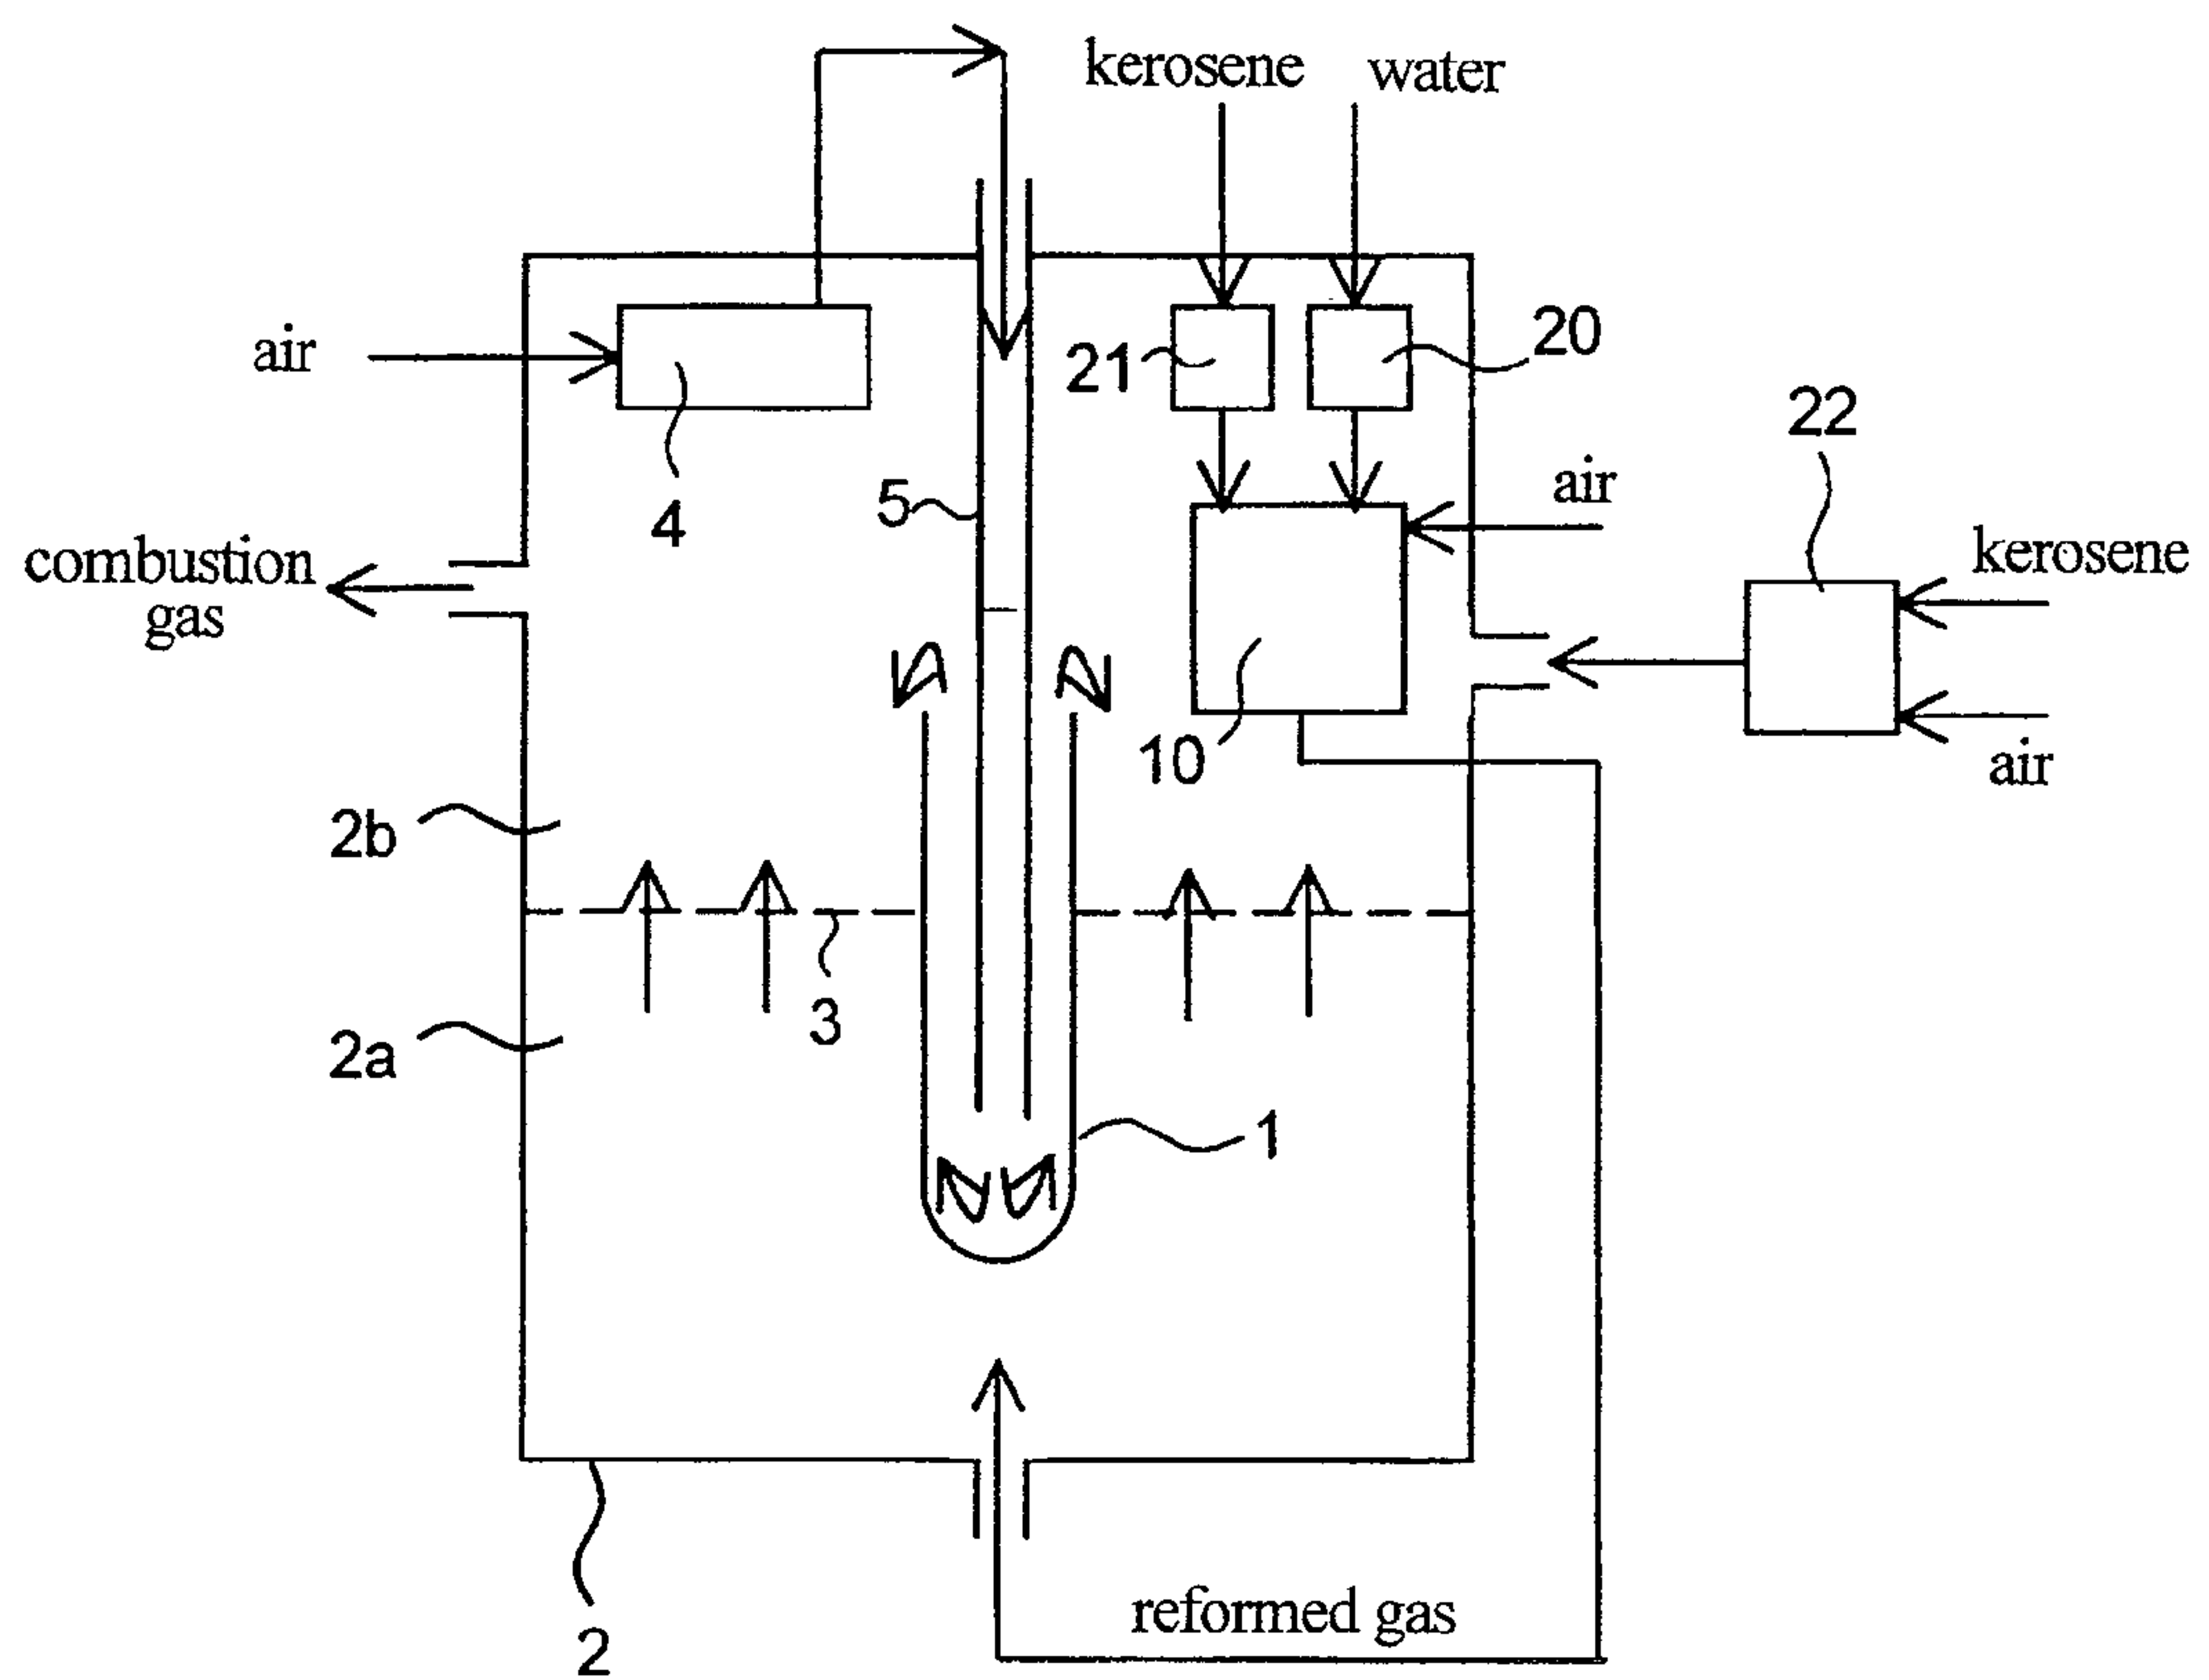 kerosene
water
air
21
20
22
4
5
air
kerosene
combustion
gas
10
air
2b
3
2a
1
reformed gas
2